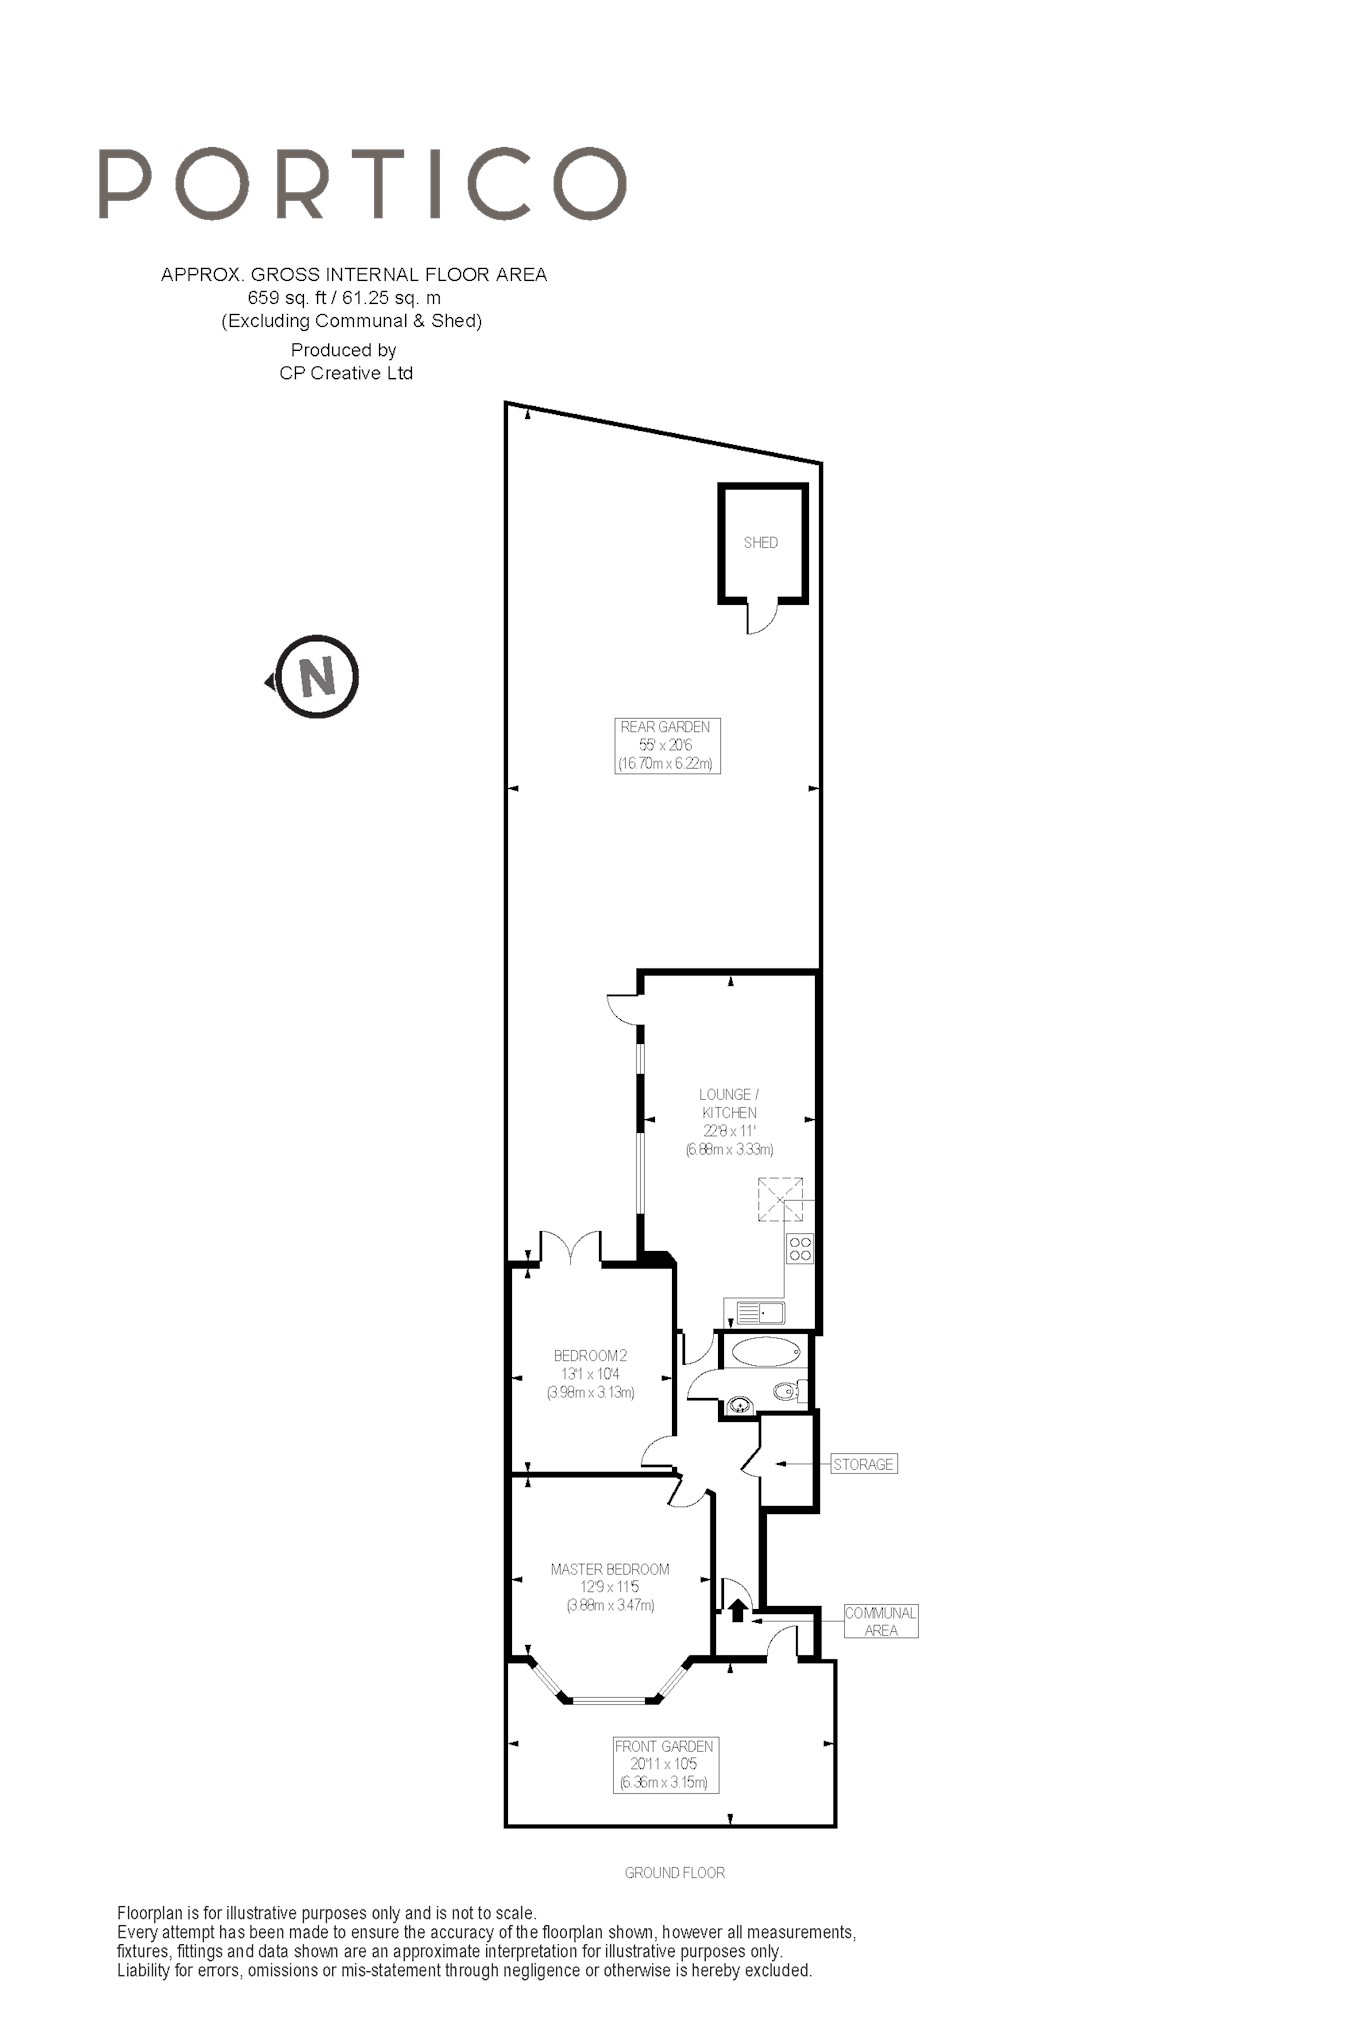 PORTICO
APPROX. GROSS INTERNAL FLOOR AREA
659 sq. ft / 61.25 sq. m
(Excluding Communal & Shed)
Produced by
CP Creative Ltd
SHED
N
REAR GARDEN
55' x 20'6
(16.70m x 6.22m)
LOUNGE /
KITCHEN
22'8 x 11'
(6.88m x 3.33m)
BEDROOM 2
13'1 x 10'4
(3.98m x 3.13m)
STORAGE
MASTER BEDROOM
12'9 x 11'5
(3.88m x 3.47m)
COMMUNAL
AREA
FRONT GARDEN
20'11 x 10'5
(6.36m x 3.15m)
GROUND FLOOR
Floorplan is for illustrative purposes only and is not to scale.
Every attempt has been made to ensure the accuracy of the floorplan shown, however all measurements,
fixtures, fittings and data shown are an approximate interpretation for illustrative purposes only.
Liability for errors, omissions or mis-statement through negligence or otherwise is hereby excluded.